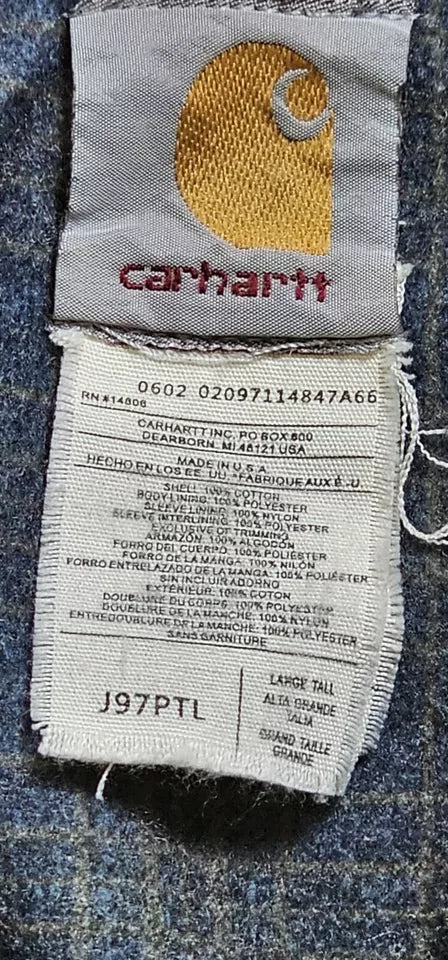 carhartt
0602 02097114847A66
RN #14806
CARHARTT INC. PO BOX 600
DEARBORN, MI 48121 USA
MADE IN U.S.A.
HECHO EN LOS EE. UU. "FABRIQUE AUX É.-U.
SHELL: 100% COTTON
BODY LINING: 100% POLYESTER
SLEEVE LINING: 100% NYLON
SLEEVE INTERLINING: 100% POLYESTER
EXCLUSIVE OF TRIMMING
ARMAZÓN: 100% ALGODÓN
FORRO DEL CUERPO: 100% POLIÉSTER
FORRO DE LA MANGA: 100% NILÓN
FORRO ENTRELAZADO DE LA MANGA: 100% POLIÉSTER
SIN INCLUIR ADORNO
EXTÉRIEUR: 100% COTON
DOUBLURE DU CORPS: 100% POLYESTER
DOUBLURE DE LA MANCHE: 100% NYLON
ENTREDOUBLURE DE LA MANCHE: 100% POLYESTER
SANS GARNITURE
J97PTL
LARGE TALL
ALTA GRANDE
TALIA
GRAND TAILLE
GRANDE